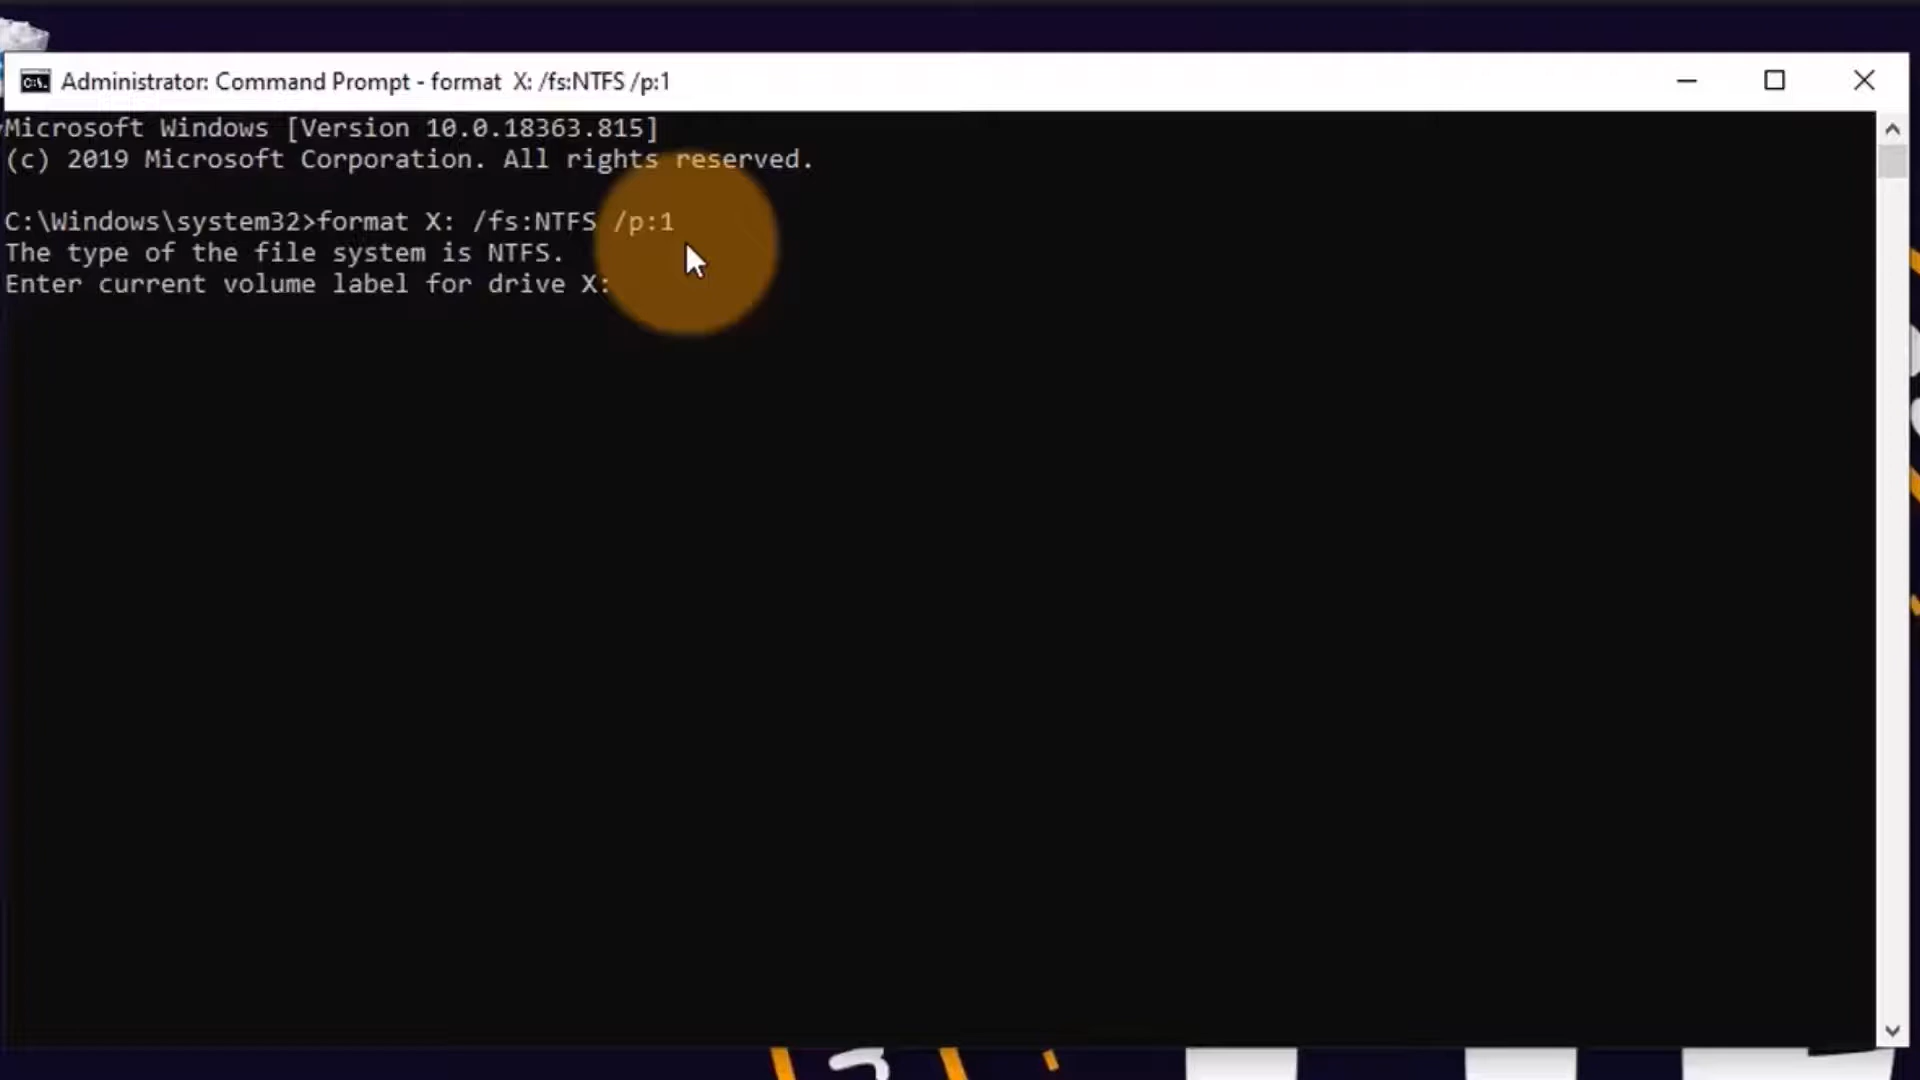 Administrator: Command Prompt - format  X: /fs:NTFS /p:1
Microsoft Windows [Version 10.0.18363.815]
(c) 2019 Microsoft Corporation. All rights reserved.
C:\Windows\system32>format X: /fs:NTFS /p:1
The type of the file system is NTFS.
Enter current volume label for drive X: